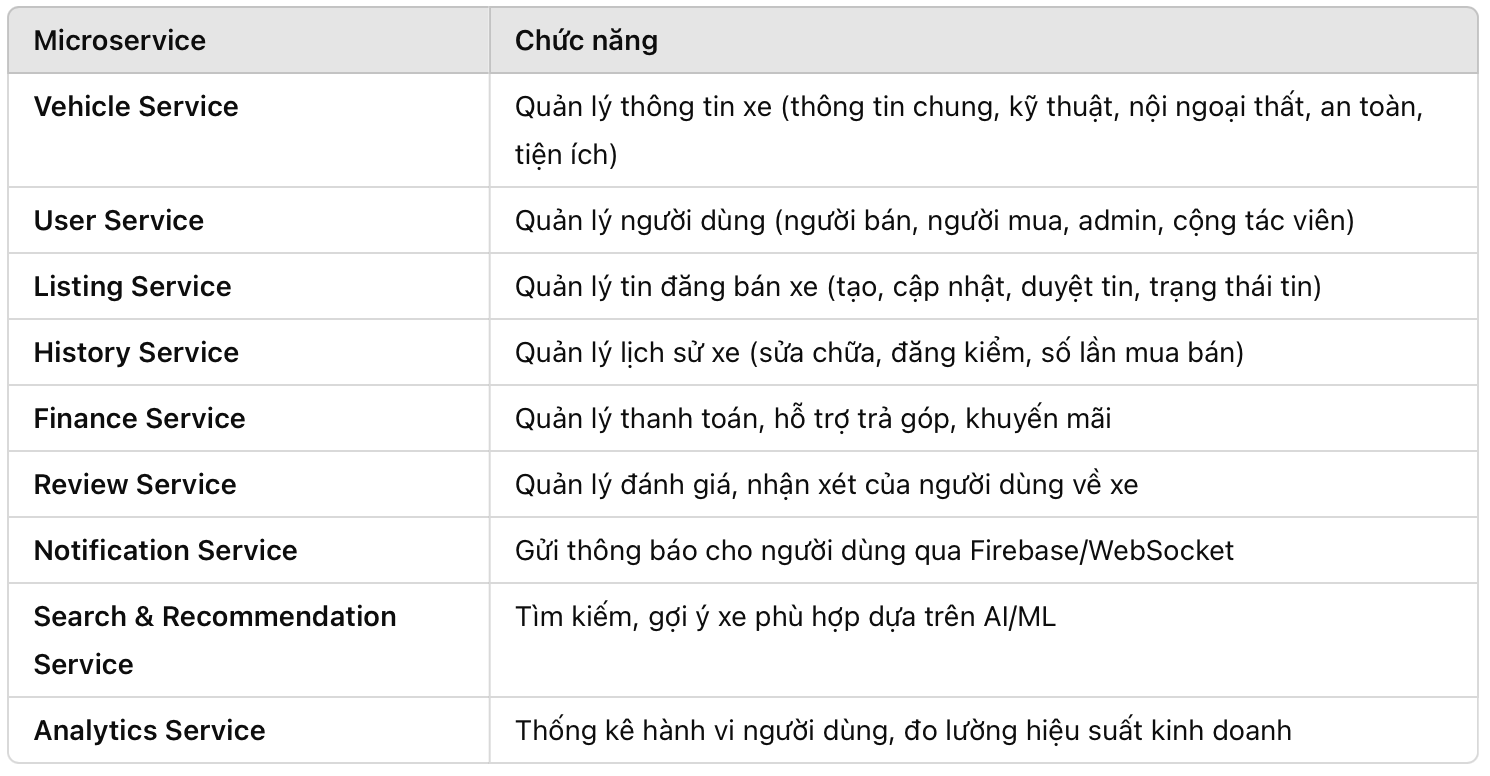 Microservice
Chức năng
Vehicle Service
Quản lý thông tin xe (thông tin chung, kỹ thuật, nội ngoại thất, an toàn,
tiện ích)
User Service
Quản lý người dùng (người bán, người mua, admin, cộng tác viên)
Listing Service
Quản lý tin đăng bán xe (tạo, cập nhật, duyệt tin, trạng thái tin)
History Service
Quản lý lịch sử xe (sửa chữa, đăng kiểm, số lần mua bán)
Finance Service
Quản lý thanh toán, hỗ trợ trả góp, khuyến mãi
Review Service
Quản lý đánh giá, nhận xét của người dùng về xe
Notification Service
Gửi thông báo cho người dùng qua Firebase/WebSocket
Search & Recommendation
Service
Tìm kiếm, gợi ý xe phù hợp dựa trên AI/ML
Analytics Service
Thống kê hành vi người dùng, đo lường hiệu suất kinh doanh